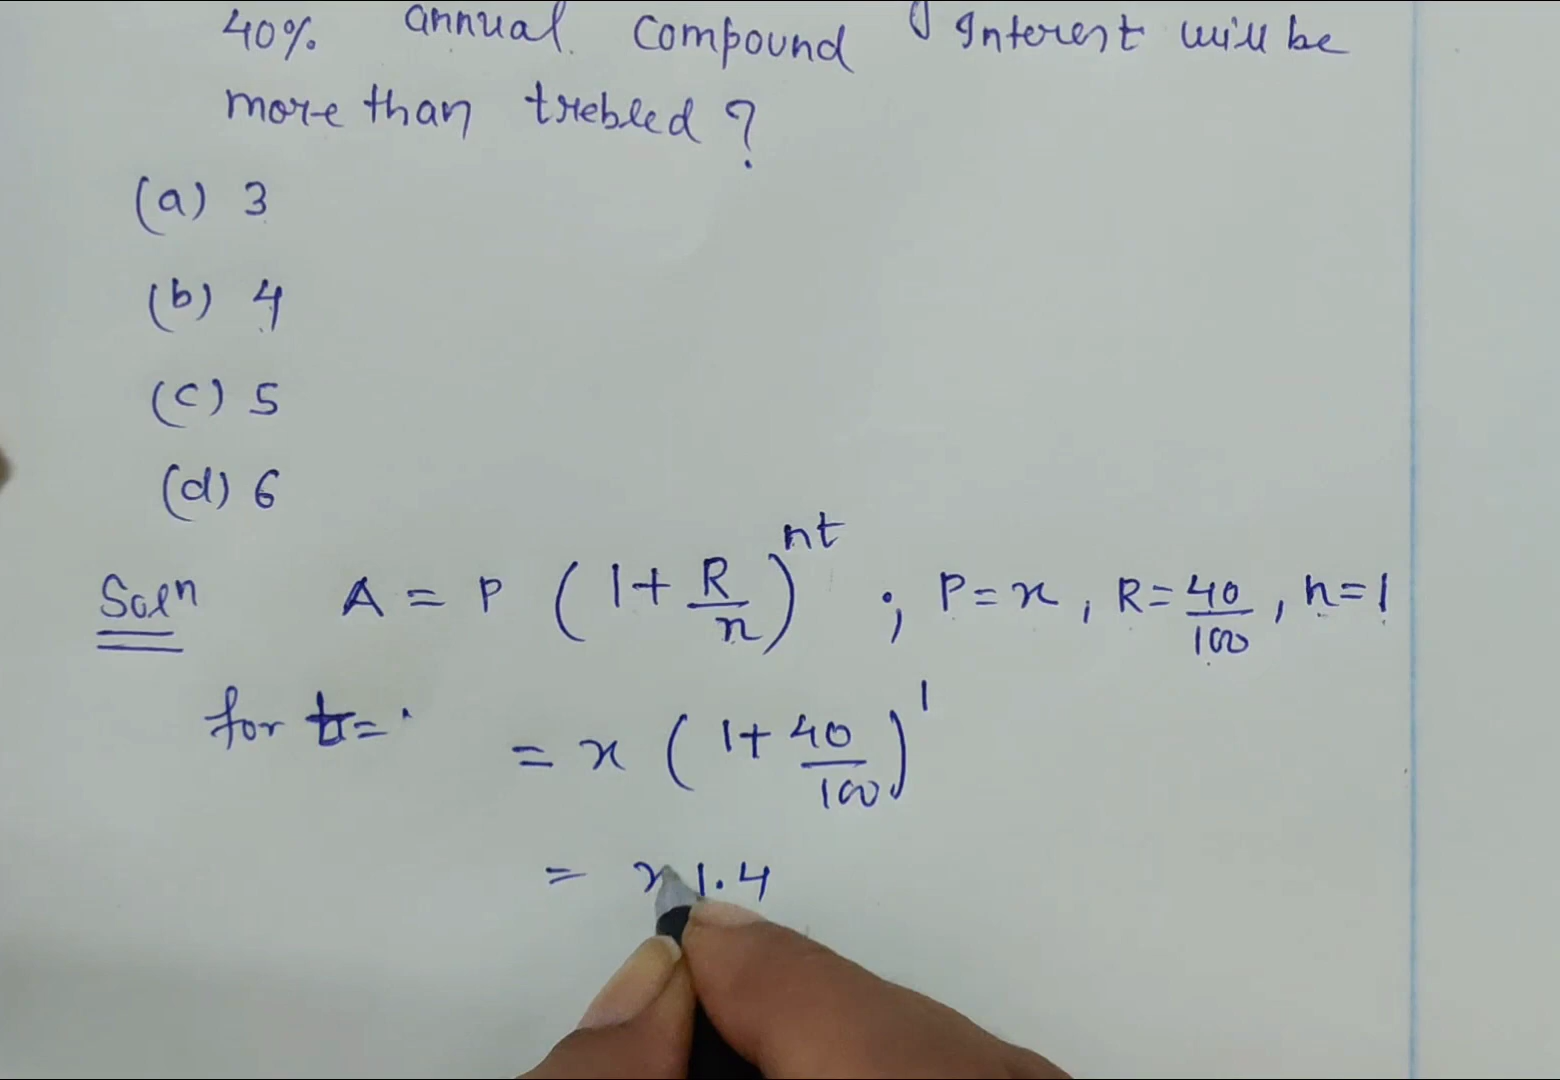 40% annual compound Interest will be
more than trebled ?
(a) 3
(b) 4
(c) 5
(d) 6
Soln A = P (1 + R/n)^nt ; P = x, R = 40/100, n = 1
for t = = x (1 + 40/100)^1
= x 1.4